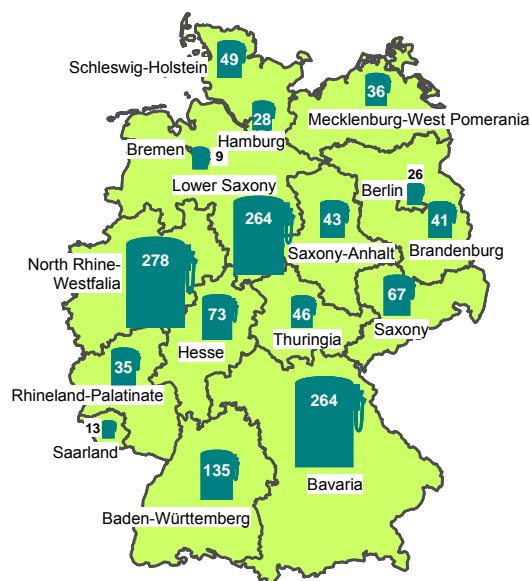 49
Schleswig-Holstein
36
Mecklenburg-West Pomerania
28
Hamburg
Bremen
9
Lower Saxony
264
26
Berlin
43
Saxony-Anhalt
41
Brandenburg
North Rhine-
Westfalia
278
73
Hesse
46
Thuringia
67
Saxony
35
Rhineland-Palatinate
13
Saarland
264
Bavaria
135
Baden-Württemberg